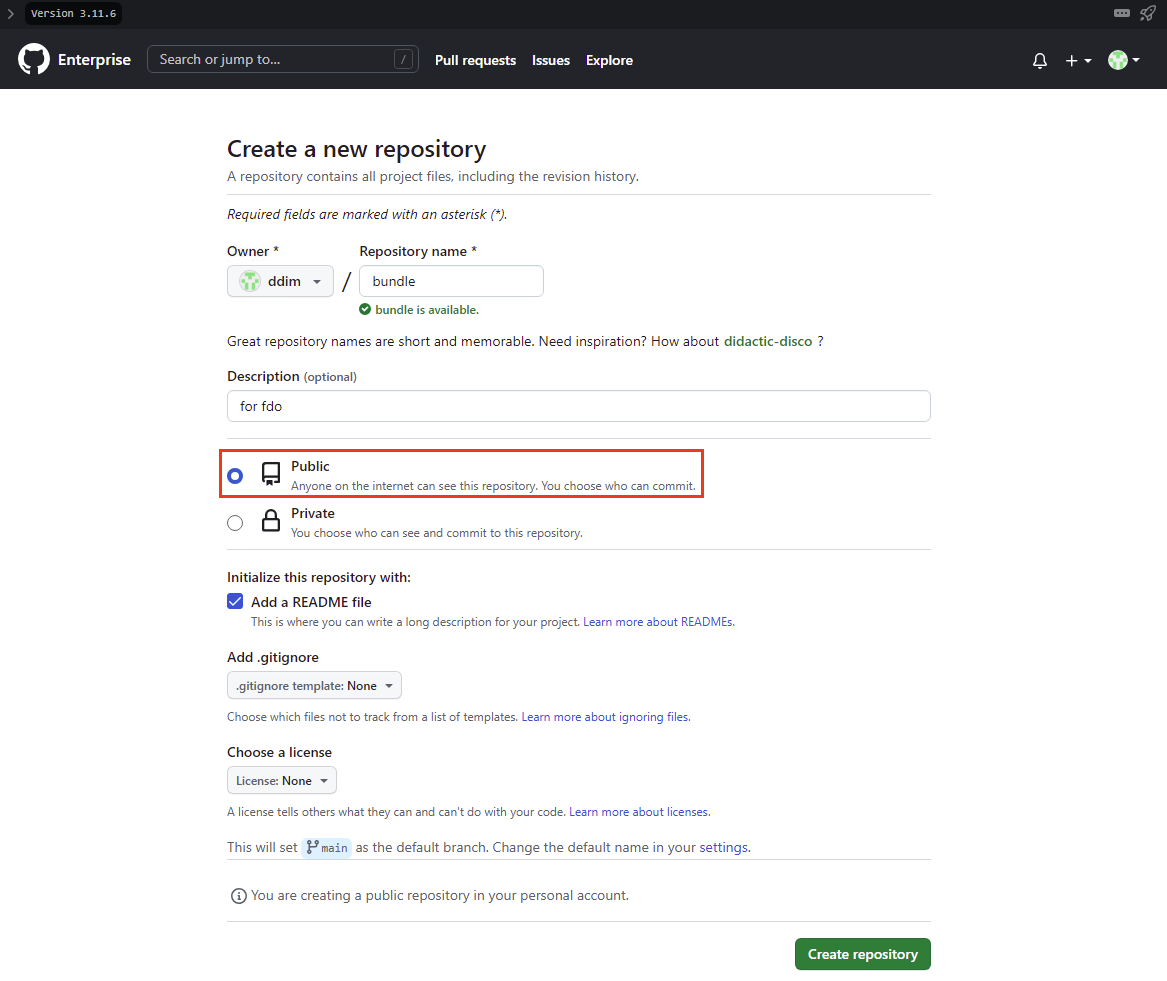 Version 3.11.6
Enterprise Search or jump to... / Pull requests Issues Explore
Create a new repository
A repository contains all project files, including the revision history.
Required fields are marked with an asterisk (*).
Owner * Repository name *
ddim / bundle
bundle is available.
Great repository names are short and memorable. Need inspiration? How about didactic-disco ?
Description (optional)
for fdo
Public
Anyone on the internet can see this repository. You choose who can commit.
Private
You choose who can see and commit to this repository.
Initialize this repository with:
Add a README file
This is where you can write a long description for your project. Learn more about READMEs.
Add .gitignore
.gitignore template: None
Choose which files not to track from a list of templates. Learn more about ignoring files.
Choose a license
License: None
A license tells others what they can and can't do with your code. Learn more about licenses.
This will set main as the default branch. Change the default name in your settings.
You are creating a public repository in your personal account.
Create repository